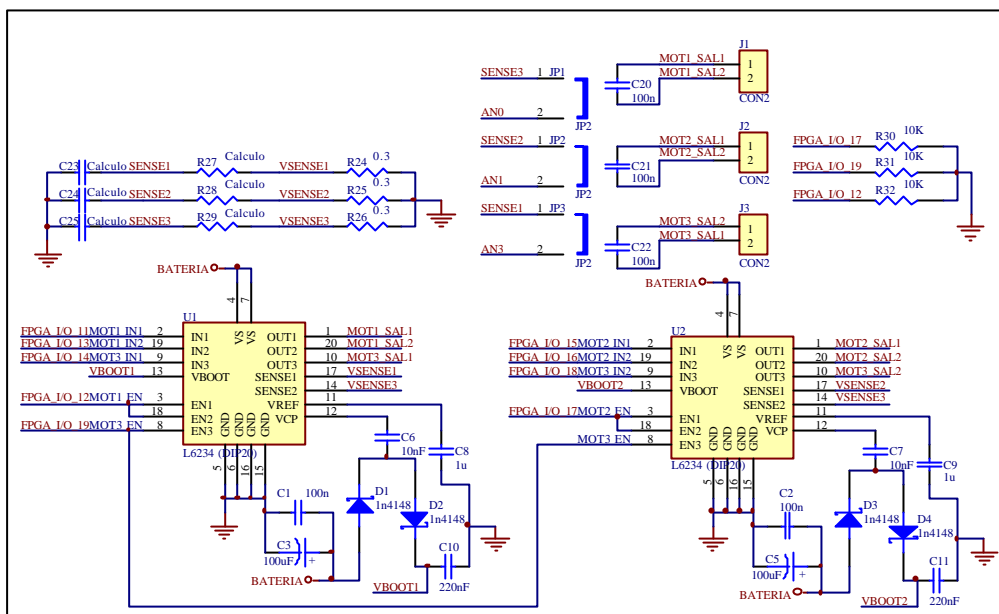 J1
MOT1_SAL1 1
MOT1_SAL2 2
CON2
SENSE3 1 JP1
AN0 2
JP2
C20
100n
J2
MOT2_SAL1 1
MOT2_SAL2 2
CON2
SENSE2 1 JP2
AN1 2
JP2
C21
100n
J3
MOT3_SAL2 1
MOT3_SAL1 2
CON2
SENSE1 1 JP3
AN3 2
JP2
C22
100n
FPGA_I/O_17 R30 10K
FPGA_I/O_19 R31 10K
FPGA_I/O_12 R32 10K
C23 Calculo SENSE1 R27 Calculo VSENSE1 R24 0.3
C24 Calculo SENSE2 R28 Calculo VSENSE2 R25 0.3
C25 Calculo SENSE3 R29 Calculo VSENSE3 R26 0.3
BATERIA
4 7
U1
FPGA_I/O_11 MOT1_IN1 2 IN1 VS VS OUT1 1 MOT1_SAL1
FPGA_I/O_13 MOT1_IN2 19 IN2 OUT2 20 MOT1_SAL2
FPGA_I/O_14 MOT3_IN1 9 IN3 OUT3 10 MOT3_SAL1
VBOOT1 13 VBOOT SENSE1 17 VSENSE1
SENSE2 14 VSENSE3
FPGA_I/O_12 MOT1_EN 3 EN1 VREF 11
18 EN2 VCP 12
FPGA_I/O_19 MOT3_EN 8 EN3
GND GND GND GND
L6234 (DIP20)
5 6 16 15
C6
10nF
C8
1u
C1 100n
D1
1n4148
D2
1n4148
C3
100uF +
C10
220nF
BATERIA
VBOOT1
BATERIA
4 7
U2
FPGA_I/O_15 MOT2_IN1 2 IN1 VS VS OUT1 1 MOT2_SAL1
FPGA_I/O_16 MOT2_IN2 19 IN2 OUT2 20 MOT2_SAL2
FPGA_I/O_18 MOT3_IN2 9 IN3 OUT3 10 MOT3_SAL2
VBOOT2 13 VBOOT SENSE1 17 VSENSE2
SENSE2 14 VSENSE3
FPGA_I/O_17 MOT2_EN 3 EN1 VREF 11
18 EN2 VCP 12
MOT3_EN 8 EN3
GND GND GND GND
L6234 (DIP20)
5 6 16 15
C7
10nF
C9
1u
C2
100n
D3
1n4148
D4
1n4148
C5
100uF +
C11
220nF
BATERIA
VBOOT2